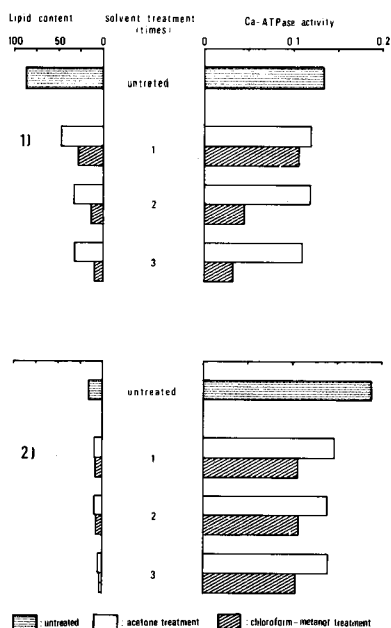 Lipid content Solvent treatment (times) Ca-ATPase activity
100 50 0 0 0 1 0 2
untreted
1)
1
2
3
untreated
2)
1
2
3
: untreated : acetone treatment : chloroform-metanol treatment